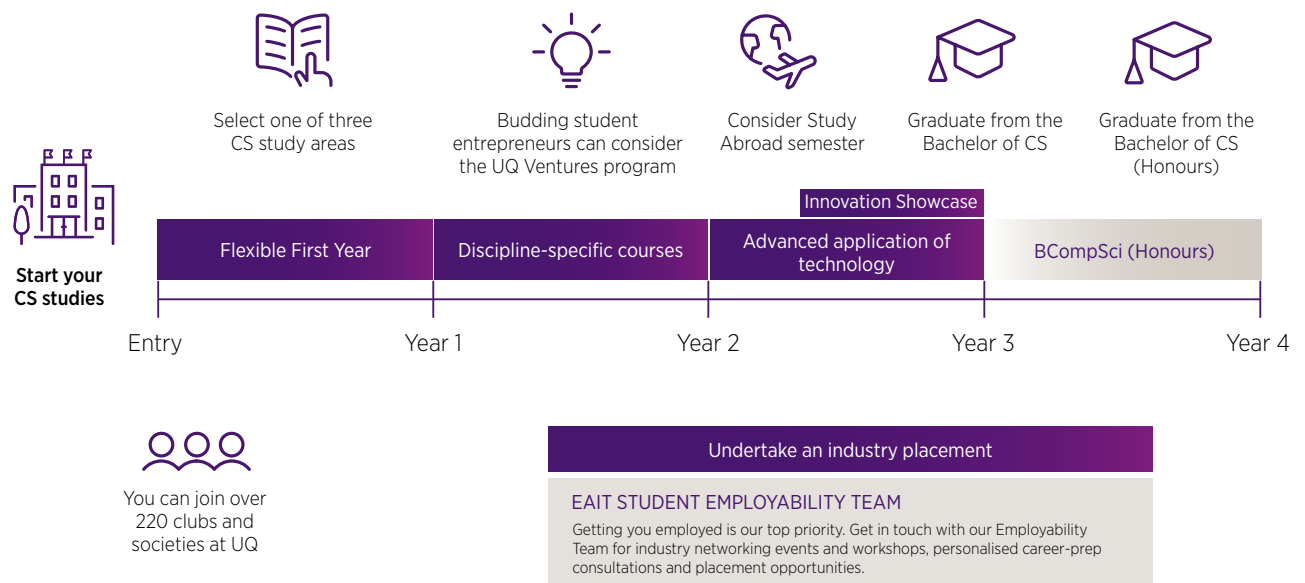 Select one of three
CS study areas
Budding student
entrepreneurs can consider
the UQ Ventures program
Consider Study
Abroad semester
Graduate from the
Bachelor of CS
Graduate from the
Bachelor of CS
(Honours)
Start your
CS studies
Innovation Showcase
Flexible First Year
Discipline-specific courses
Advanced application of
technology
BCompSci (Honours)
Entry
Year 1
Year 2
Year 3
Year 4
You can join over
220 clubs and
societies at UQ
Undertake an industry placement
EAIT STUDENT EMPLOYABILITY TEAM
Getting you employed is our top priority. Get in touch with our Employability
Team for industry networking events and workshops, personalised career-prep
consultations and placement opportunities.